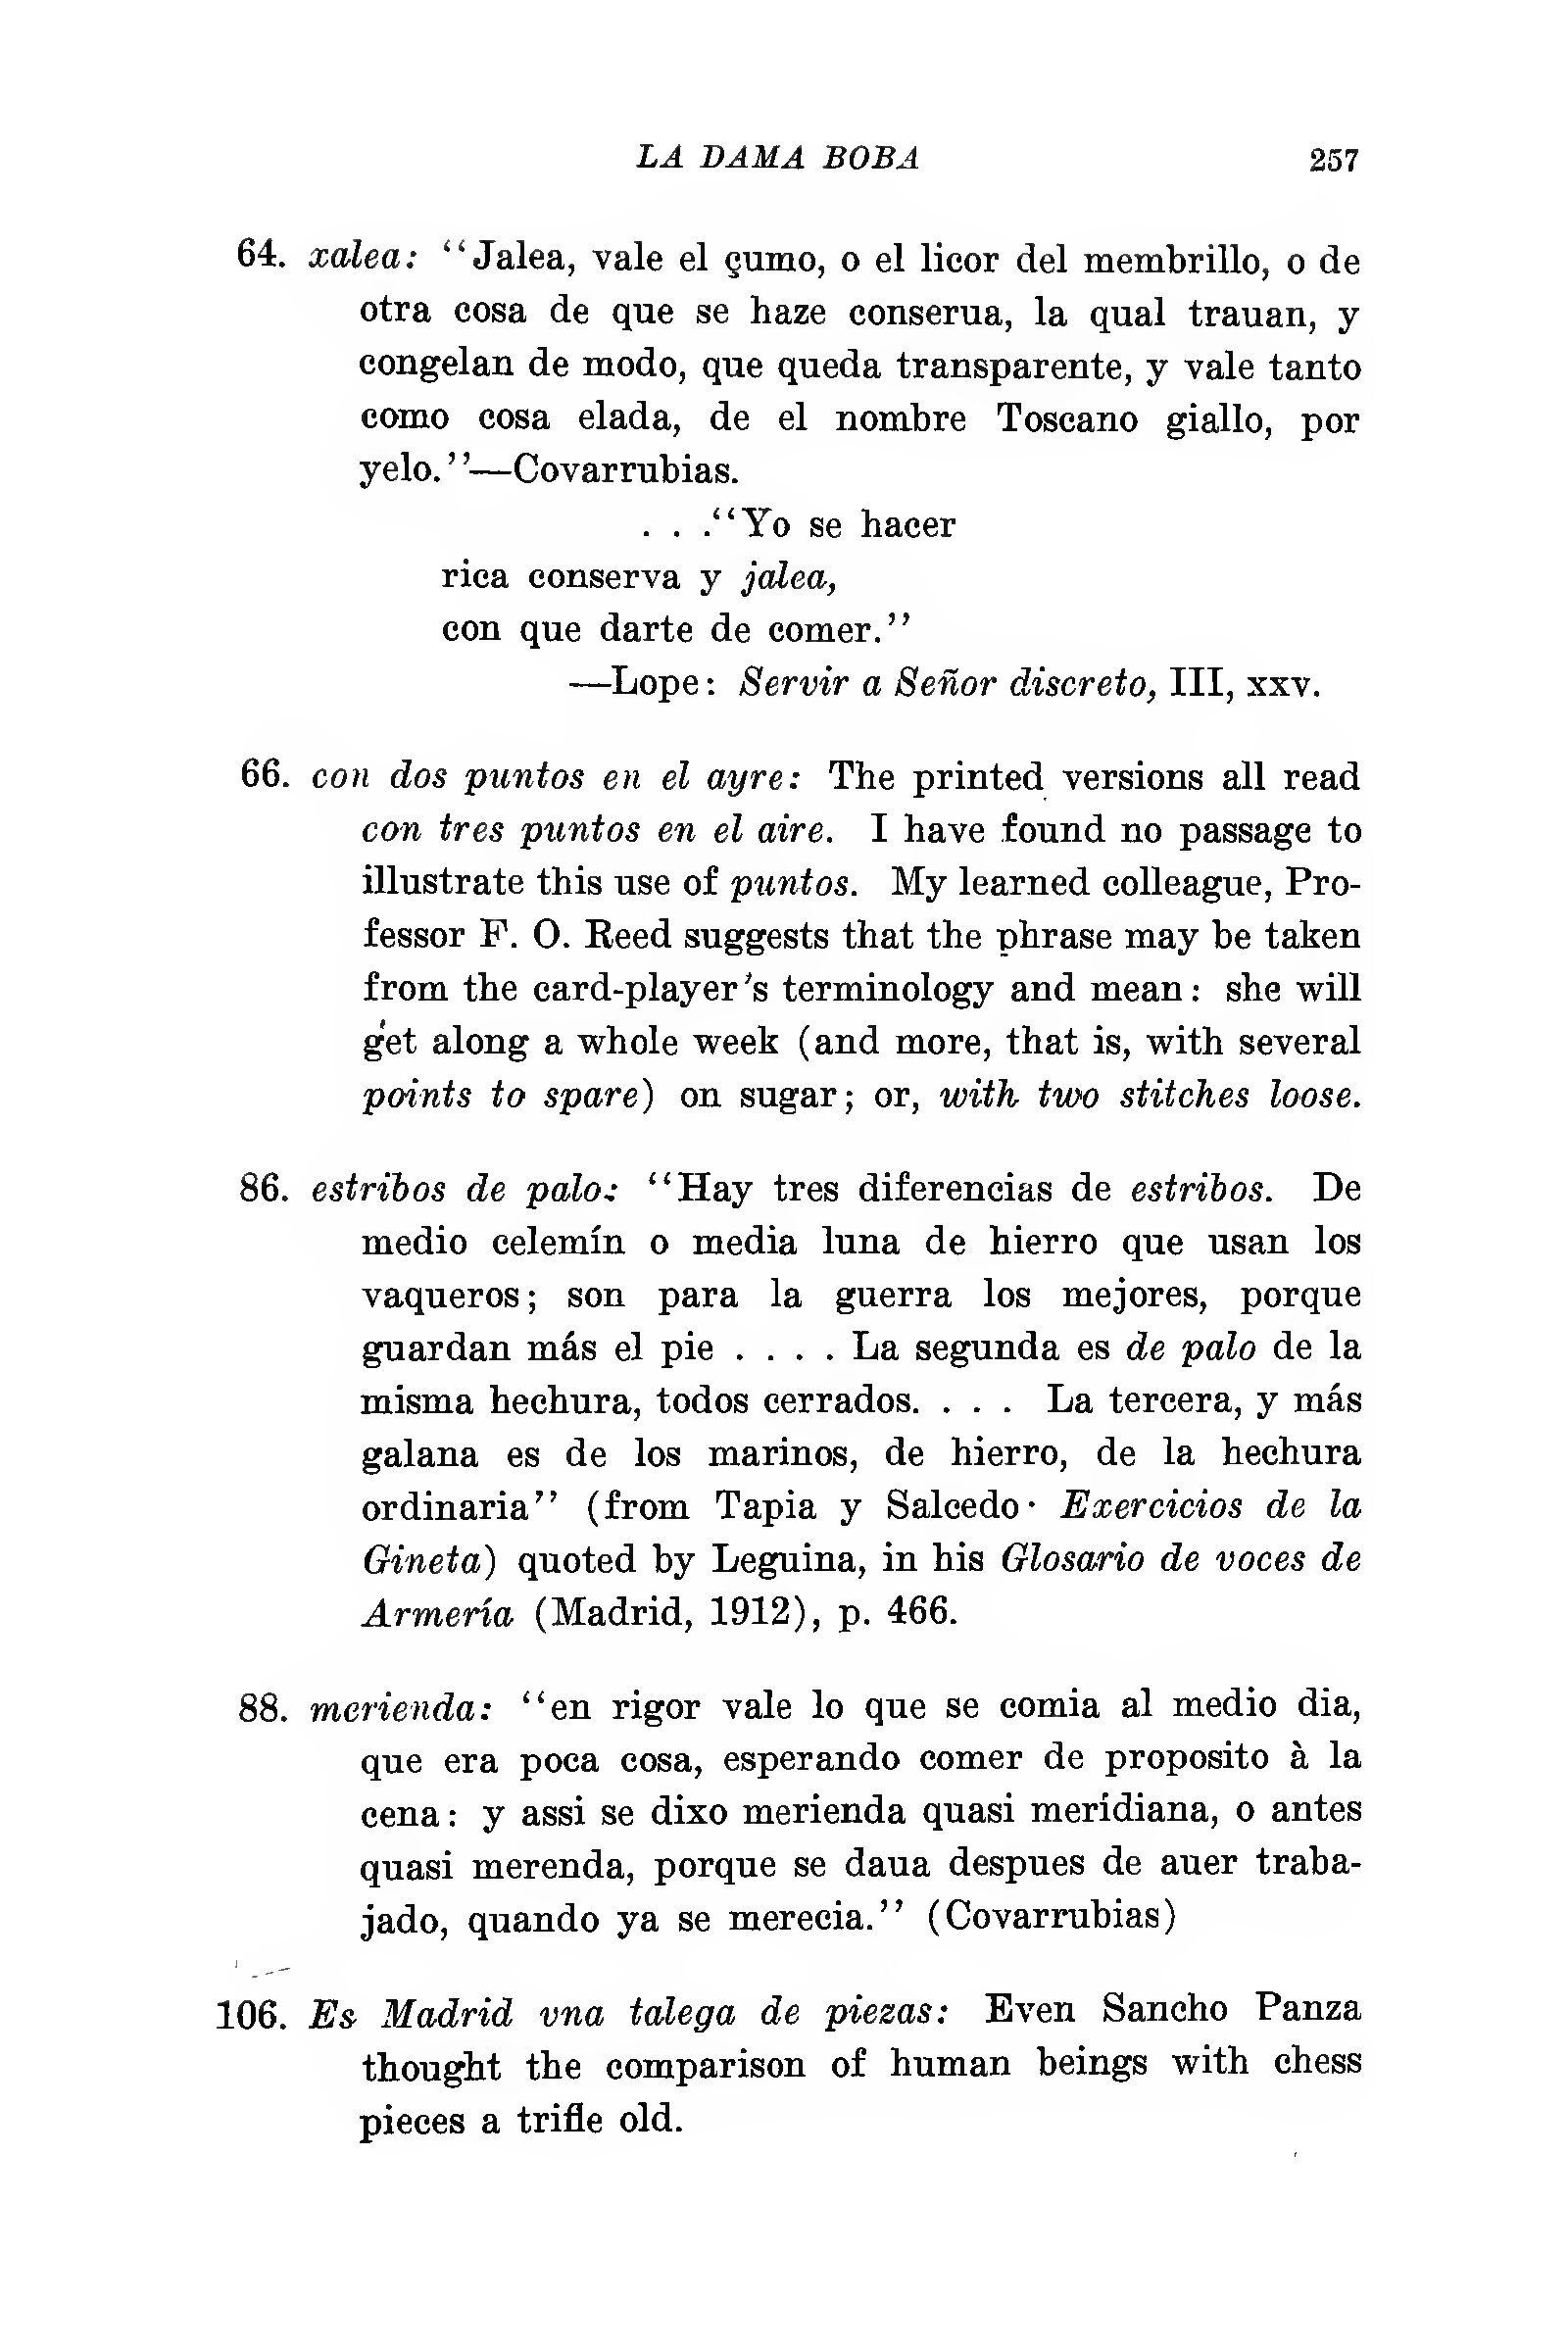 LA DAMA BOBA 257
64. xalea: “Jalea, vale el çumo, o el licor del membrillo, o de
otra cosa de que se haze conserua, la qual trauan, y
congelan de modo, que queda transparente, y vale tanto
como cosa elada, de el nombre Toscano giallo, por
yelo.”—Covarrubias.
. . .“Yo se hacer
rica conserva y jalea,
con que darte de comer.”
—Lope: Servir a Señor discreto, III, xxv.
66. con dos puntos en el ayre: The printed versions all read
con tres puntos en el aire. I have found no passage to
illustrate this use of puntos. My learned colleague, Pro-
fessor F. O. Reed suggests that the phrase may be taken
from the card-player’s terminology and mean: she will
get along a whole week (and more, that is, with several
points to spare) on sugar; or, with two stitches loose.
86. estribos de palo: “Hay tres diferencias de estribos. De
medio celemín o media luna de hierro que usan los
vaqueros; son para la guerra los mejores, porque
guardan más el pie . . . . La segunda es de palo de la
misma hechura, todos cerrados. . . . La tercera, y más
galana es de los marinos, de hierro, de la hechura
ordinaria” (from Tapia y Salcedo· Exercicios de la
Gineta) quoted by Leguina, in his Glosario de voces de
Armería (Madrid, 1912), p. 466.
88. merienda: “en rigor vale lo que se comia al medio dia,
que era poca cosa, esperando comer de proposito à la
cena: y assi se dixo merienda quasi merídiana, o antes
quasi merenda, porque se daua despues de auer traba-
jado, quando ya se merecia.” (Covarrubias)
106. Es Madrid vna talega de piezas: Even Sancho Panza
thought the comparison of human beings with chess
pieces a trifle old.